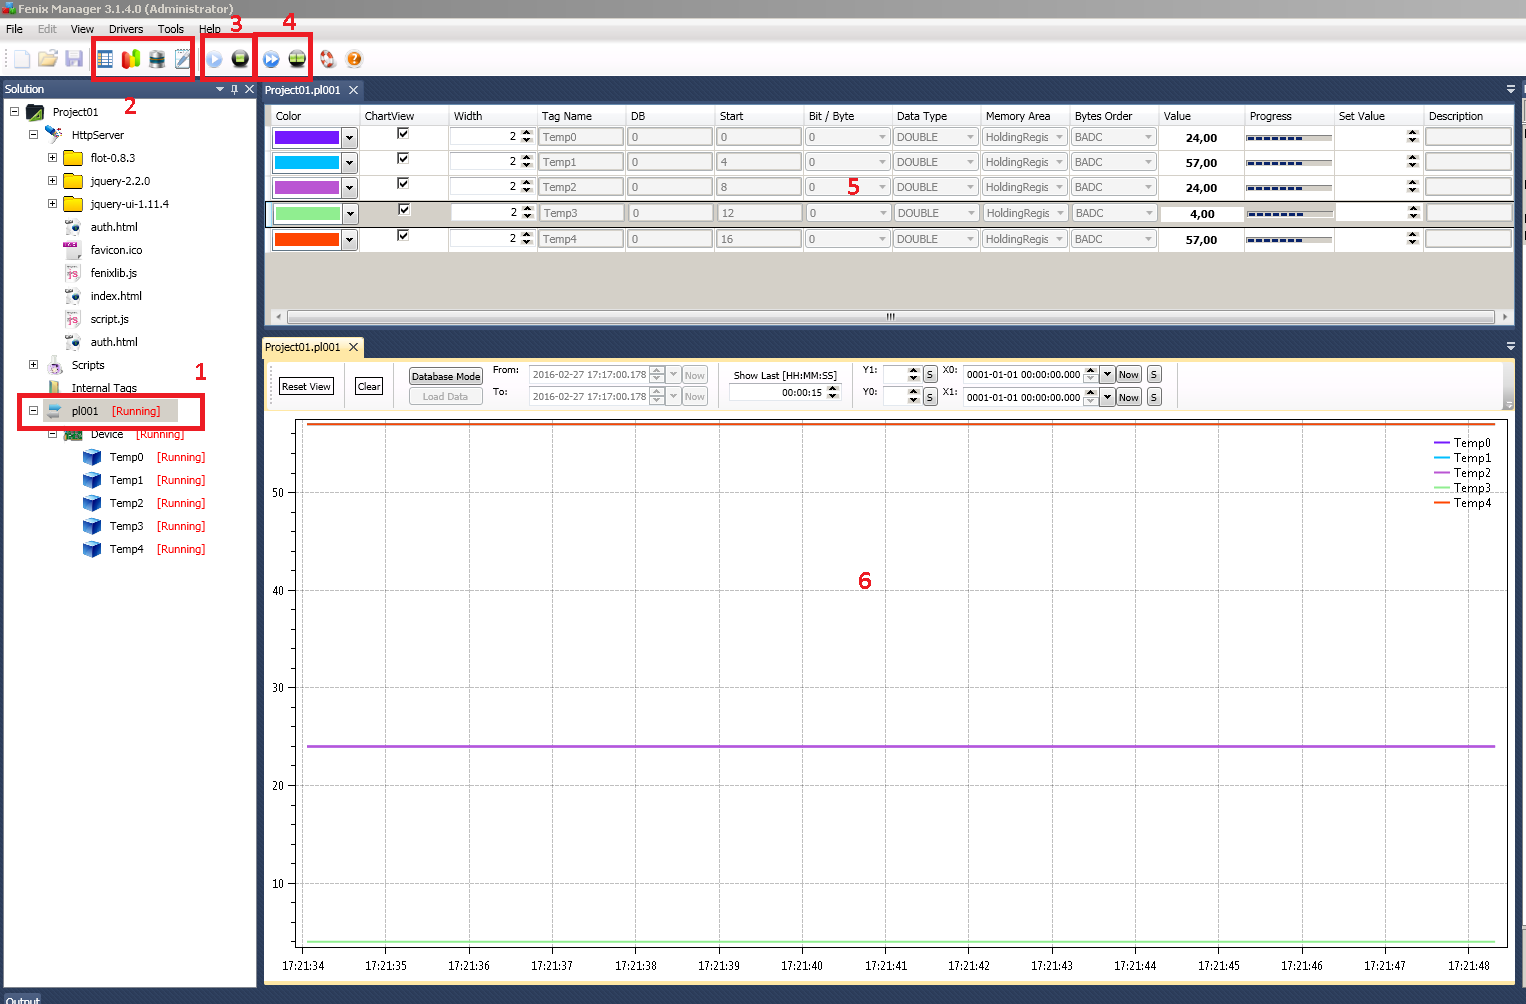 Fenix Manager 3.1.4.0 (Administrator)
File Edit View Drivers Tools Help
3 4
2
Solution
Project01
HttpServer
flot-0.8.3
jquery-2.2.0
jquery-ui-1.11.4
auth.html
favicon.ico
fenixlib.js
index.html
script.js
auth.html
Scripts
Internal Tags
1
pl001 [Running]
Device [Running]
Temp0 [Running]
Temp1 [Running]
Temp2 [Running]
Temp3 [Running]
Temp4 [Running]
Project01.pl001
Color ChartView Width Tag Name DB Start Bit / Byte Data Type Memory Area Bytes Order Value Progress Set Value Description
2 Temp0 0 0 0 DOUBLE HoldingRegis BADC 24,00
2 Temp1 0 4 0 DOUBLE HoldingRegis BADC 57,00
2 Temp2 0 8 0 DOUBLE HoldingRegis BADC 24,00
5
2 Temp3 0 12 0 DOUBLE HoldingRegis BADC 4,00
2 Temp4 0 16 0 DOUBLE HoldingRegis BADC 57,00
Project01.pl001
Reset View Clear Database Mode From: 2016-02-27 17:17:00.178 Now Show Last [HH:MM:SS] Y1: S X0: 0001-01-01 00:00:00.000 Now S
Load Data To: 2016-02-27 17:17:00.178 Now 00:00:15 Y0: S X1: 0001-01-01 00:00:00.000 Now S
Temp0
Temp1
Temp2
Temp3
Temp4
50
6
40
30
20
10
17:21:34 17:21:35 17:21:36 17:21:37 17:21:38 17:21:39 17:21:40 17:21:41 17:21:42 17:21:43 17:21:44 17:21:45 17:21:46 17:21:47 17:21:48
Output